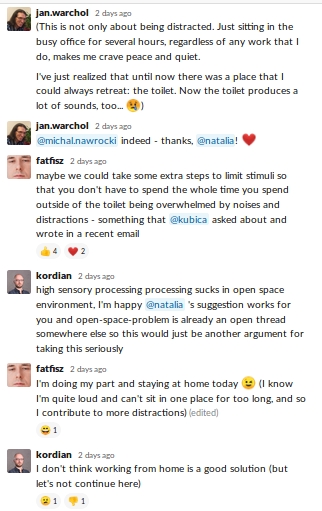 jan.warchol 2 days ago
(This is not only about being distracted. Just sitting in the
busy office for several hours, regardless of any work that I
do, makes me crave peace and quiet.
I've just realized that until now there was a place that I
could always retreat: the toilet. Now the toilet produces a
lot of sounds, too... 😢)
jan.warchol 2 days ago
@michal.nawrocki indeed - thanks, @natalia! ❤️
fatfisz 2 days ago
maybe we could take some extra steps to limit stimuli so
that you don't have to spend the whole time you spend
outside of the toilet being overwhelmed by noises and
distractions - something that @kubica asked about and
wrote in a recent email
👍 4 ❤️ 2
kordian 2 days ago
high sensory processing processing sucks in open space
environment, I'm happy @natalia 's suggestion works for
you and open-space-problem is already an open thread
somewhere else so this would just be another argument for
taking this seriously
fatfisz 2 days ago
I'm doing my part and staying at home today 😉 (I know
I'm quite loud and can't sit in one place for too long, and so
I contribute to more distractions) (edited)
😄 1
kordian 2 days ago
I don't think working from home is a good solution (but
let's not continue here)
😦 1 👎 1